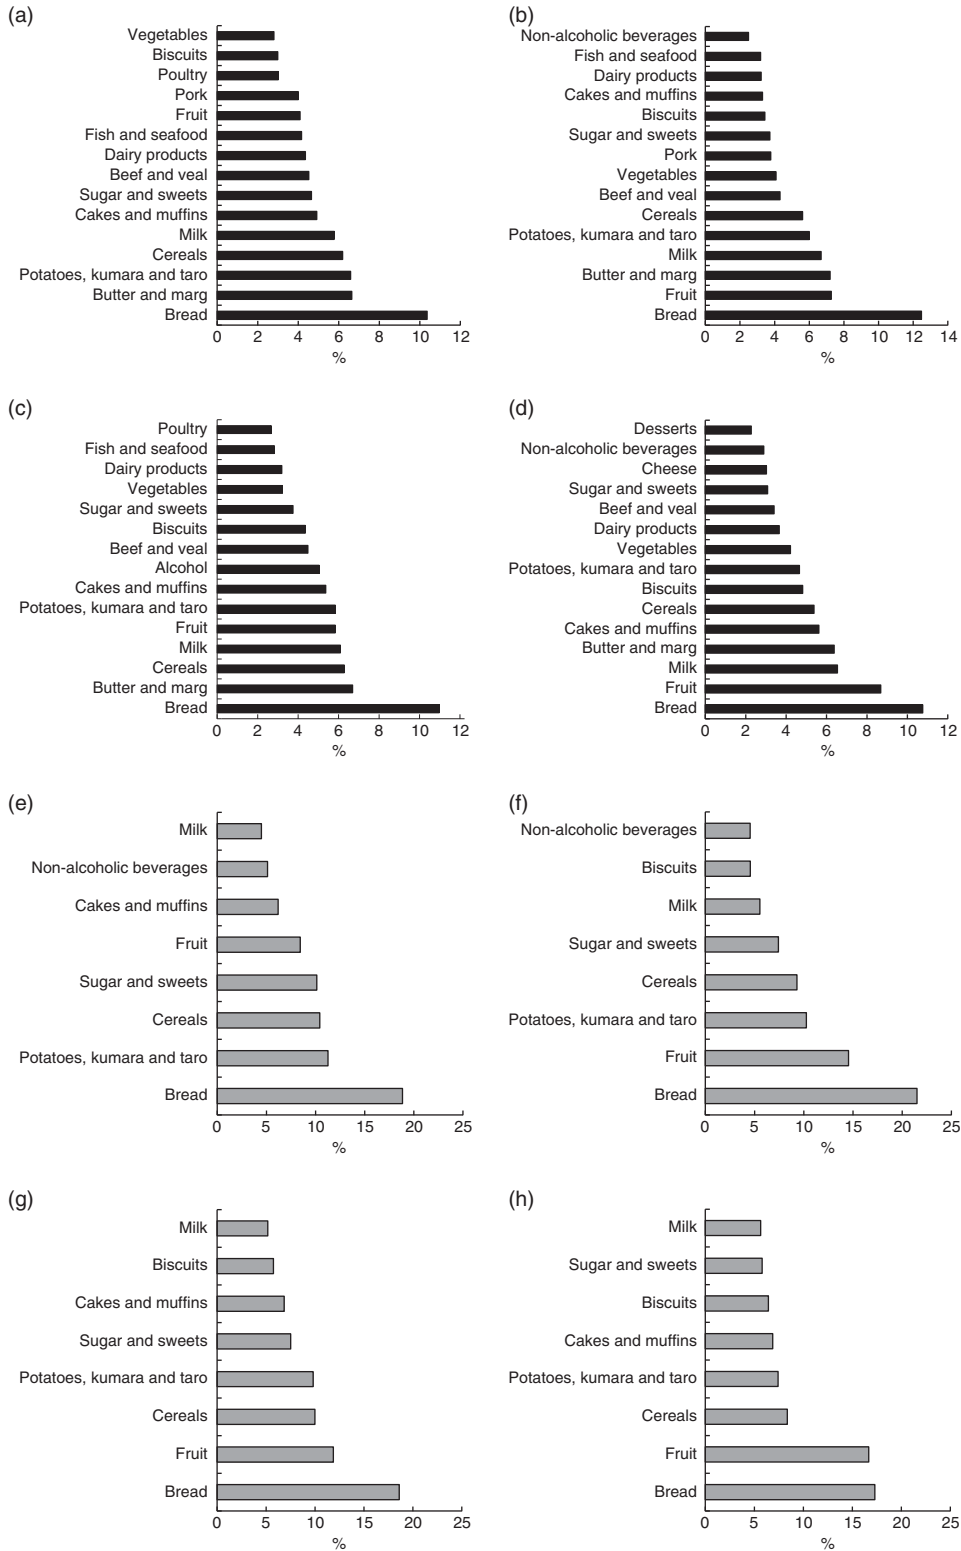 (a)
Vegetables
Biscuits
Poultry
Pork
Fruit
Fish and seafood
Dairy products
Beef and veal
Sugar and sweets
Cakes and muffins
Milk
Cereals
Potatoes, kumara and taro
Butter and marg
Bread
0 2 4 6 8 10 12
%
(b)
Non-alcoholic beverages
Fish and seafood
Dairy products
Cakes and muffins
Biscuits
Sugar and sweets
Pork
Vegetables
Beef and veal
Cereals
Potatoes, kumara and taro
Milk
Butter and marg
Fruit
Bread
0 2 4 6 8 10 12 14
%
(c)
Poultry
Fish and seafood
Dairy products
Vegetables
Sugar and sweets
Biscuits
Beef and veal
Alcohol
Cakes and muffins
Potatoes, kumara and taro
Fruit
Milk
Cereals
Butter and marg
Bread
0 2 4 6 8 10 12
%
(d)
Desserts
Non-alcoholic beverages
Cheese
Sugar and sweets
Beef and veal
Dairy products
Vegetables
Potatoes, kumara and taro
Biscuits
Cereals
Cakes and muffins
Butter and marg
Milk
Fruit
Bread
0 2 4 6 8 10 12
%
(e)
Milk
Non-alcoholic beverages
Cakes and muffins
Fruit
Sugar and sweets
Cereals
Potatoes, kumara and taro
Bread
0 5 10 15 20 25
%
(f)
Non-alcoholic beverages
Biscuits
Milk
Sugar and sweets
Cereals
Potatoes, kumara and taro
Fruit
Bread
0 5 10 15 20 25
%
(g)
Milk
Biscuits
Cakes and muffins
Sugar and sweets
Potatoes, kumara and taro
Cereals
Fruit
Bread
0 5 10 15 20 25
%
(h)
Milk
Sugar and sweets
Biscuits
Cakes and muffins
Potatoes, kumara and taro
Cereals
Fruit
Bread
0 5 10 15 20 25
%